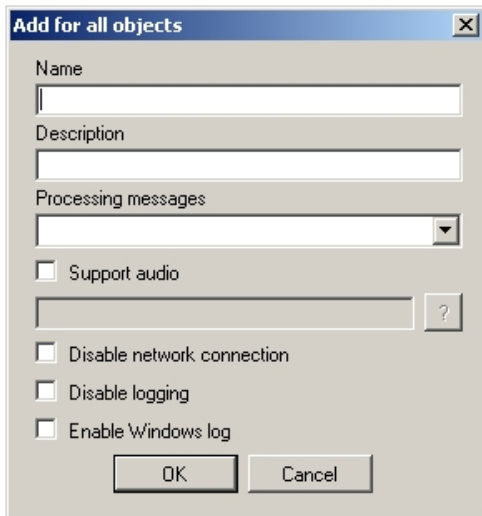 Add for all objects
Name
Description
Processing messages
Support audio
?
Disable network connection
Disable logging
Enable Windows log
OK Cancel